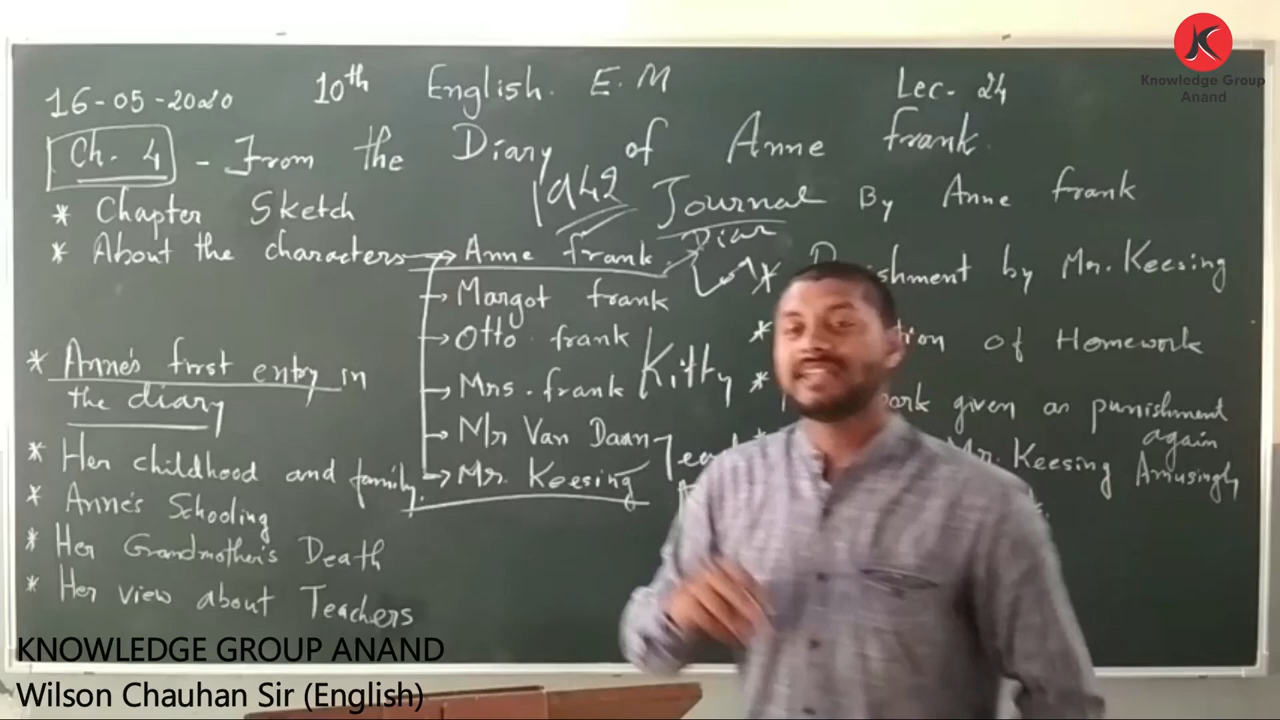 16-05-2020 10th English. E.M Lec- 24
Ch. 4 - From the Diary of Anne Frank.
1942 Journal By Anne Frank
* Chapter Sketch
* About the characters → Anne Frank.
→ Margot Frank
→ Otto Frank
→ Mrs. Frank
→ Mr Van Daan
→ Mr. Keesing
Kitty
* Anne's first entry in
the diary
* Her childhood and family.
* Anne's Schooling
* Her Grandmother's Death
* Her view about Teachers
* by Mr. Keesing
* of Homework
* given as punishment
again
Mr. Keesing Amusingly
Knowledge Group
Anand
KNOWLEDGE GROUP ANAND
Wilson Chauhan Sir (English)